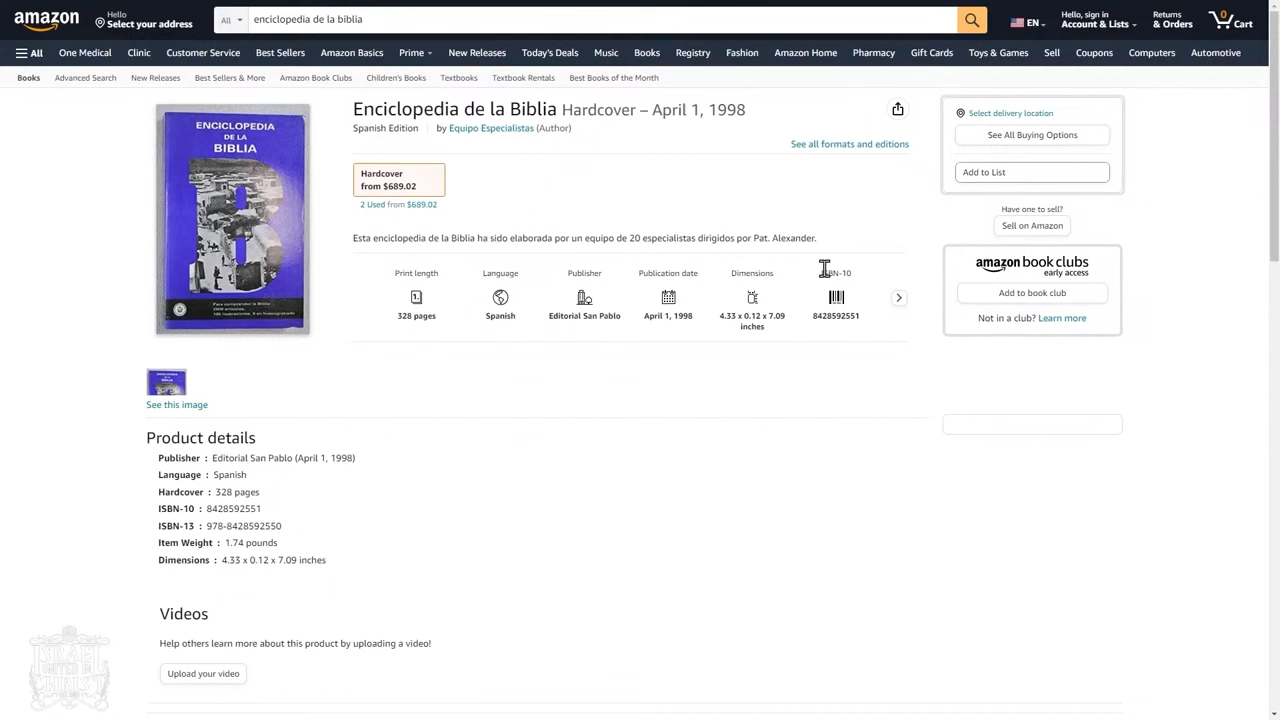 amazon
Hello
Select your address
All
enciclopedia de la biblia
EN
Hello, sign in
Account & Lists
Returns
& Orders
0
Cart
All
One Medical
Clinic
Customer Service
Best Sellers
Amazon Basics
Prime
New Releases
Today's Deals
Music
Books
Registry
Fashion
Amazon Home
Pharmacy
Gift Cards
Toys & Games
Sell
Coupons
Computers
Automotive
Books
Advanced Search
New Releases
Best Sellers & More
Amazon Book Clubs
Children's Books
Textbooks
Textbook Rentals
Best Books of the Month
ENCICLOPEDIA
DE LA
BIBLIA
Para comprender la Biblia
Enciclopedia de la Biblia Hardcover – April 1, 1998
Spanish Edition
by Equipo Especialistas (Author)
See all formats and editions
Hardcover
from $689.02
2 Used from $689.02
Esta enciclopedia de la Biblia ha sido elaborada por un equipo de 20 especialistas dirigidos por Pat. Alexander.
Print length
328 pages
Language
Spanish
Publisher
Editorial San Pablo
Publication date
April 1, 1998
Dimensions
4.33 x 0.12 x 7.09
inches
ISBN-10
8428592551
Select delivery location
See All Buying Options
Add to List
Have one to sell?
Sell on Amazon
amazon book clubs
early access
Add to book club
Not in a club? Learn more
See this image
Product details
Publisher : Editorial San Pablo (April 1, 1998)
Language : Spanish
Hardcover : 328 pages
ISBN-10 : 8428592551
ISBN-13 : 978-8428592550
Item Weight : 1.74 pounds
Dimensions : 4.33 x 0.12 x 7.09 inches
Videos
Help others learn more about this product by uploading a video!
Upload your video
ISRAEL
UNITED IN
CHRIST